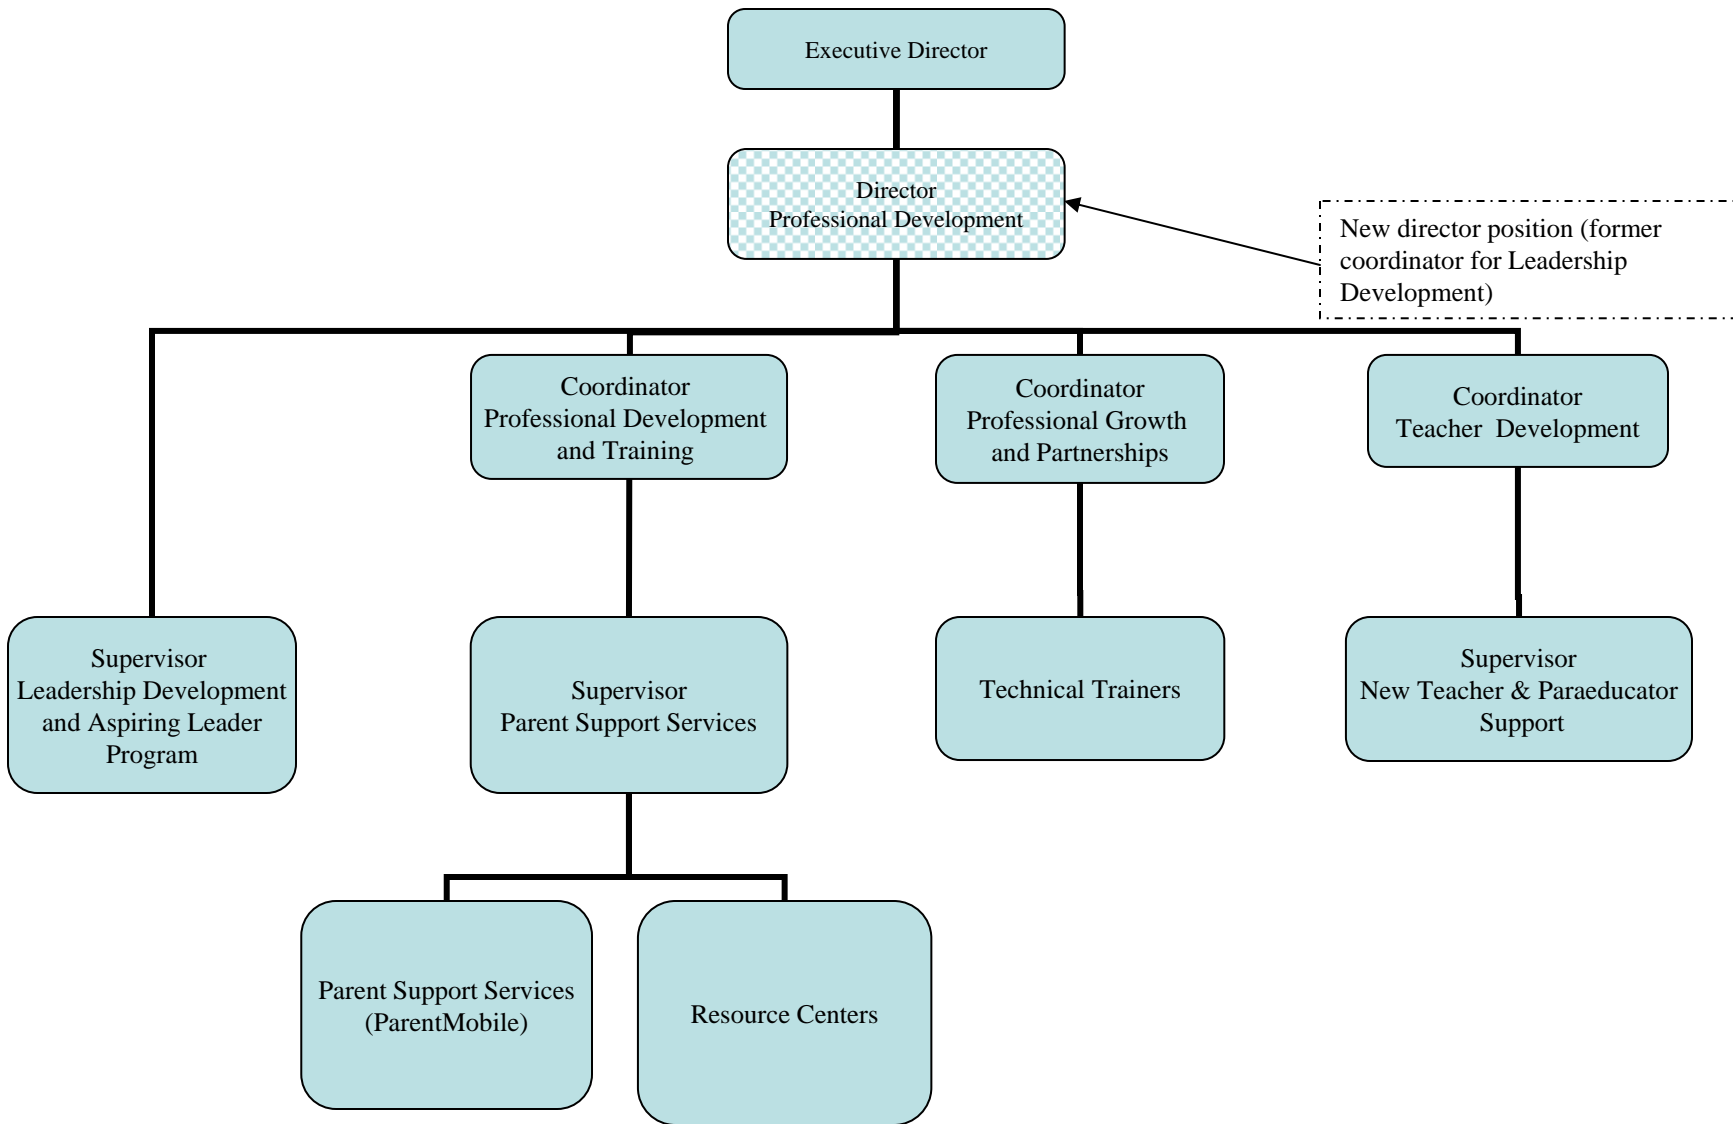 Executive Director
Director
Professional Development
New director position (former
coordinator for Leadership
Development)
Coordinator
Professional Development
and Training
Coordinator
Professional Growth
and Partnerships
Coordinator
Teacher  Development
Supervisor
Leadership Development
and Aspiring Leader
Program
Supervisor
Parent Support Services
Technical Trainers
Supervisor
New Teacher & Paraeducator
Support
Parent Support Services
(ParentMobile)
Resource Centers